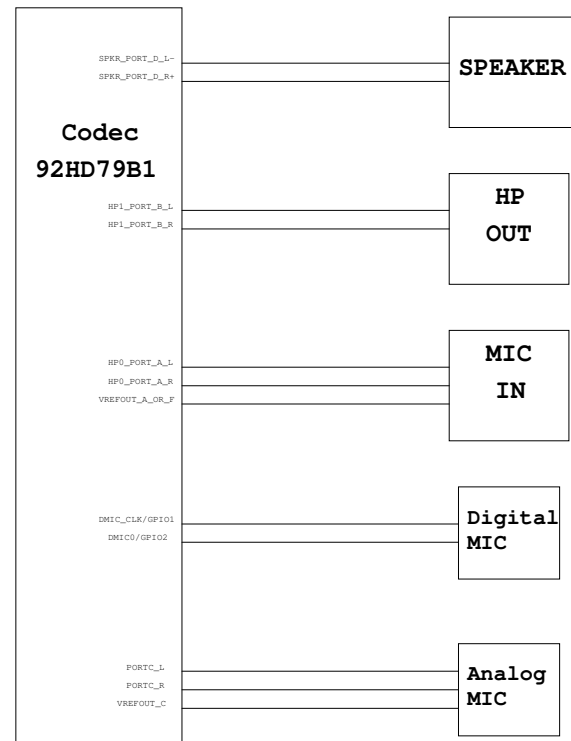 SPKR_PORT_D_L-
SPKR_PORT_D_R+
SPEAKER
Codec
92HD79B1
HP1_PORT_B_L
HP1_PORT_B_R
HP
OUT
HP0_PORT_A_L
HP0_PORT_A_R
VREFOUT_A_OR_F
MIC
IN
DMIC_CLK/GPIO1
DMIC0/GPIO2
Digital
MIC
PORTC_L
PORTC_R
VREFOUT_C
Analog
MIC